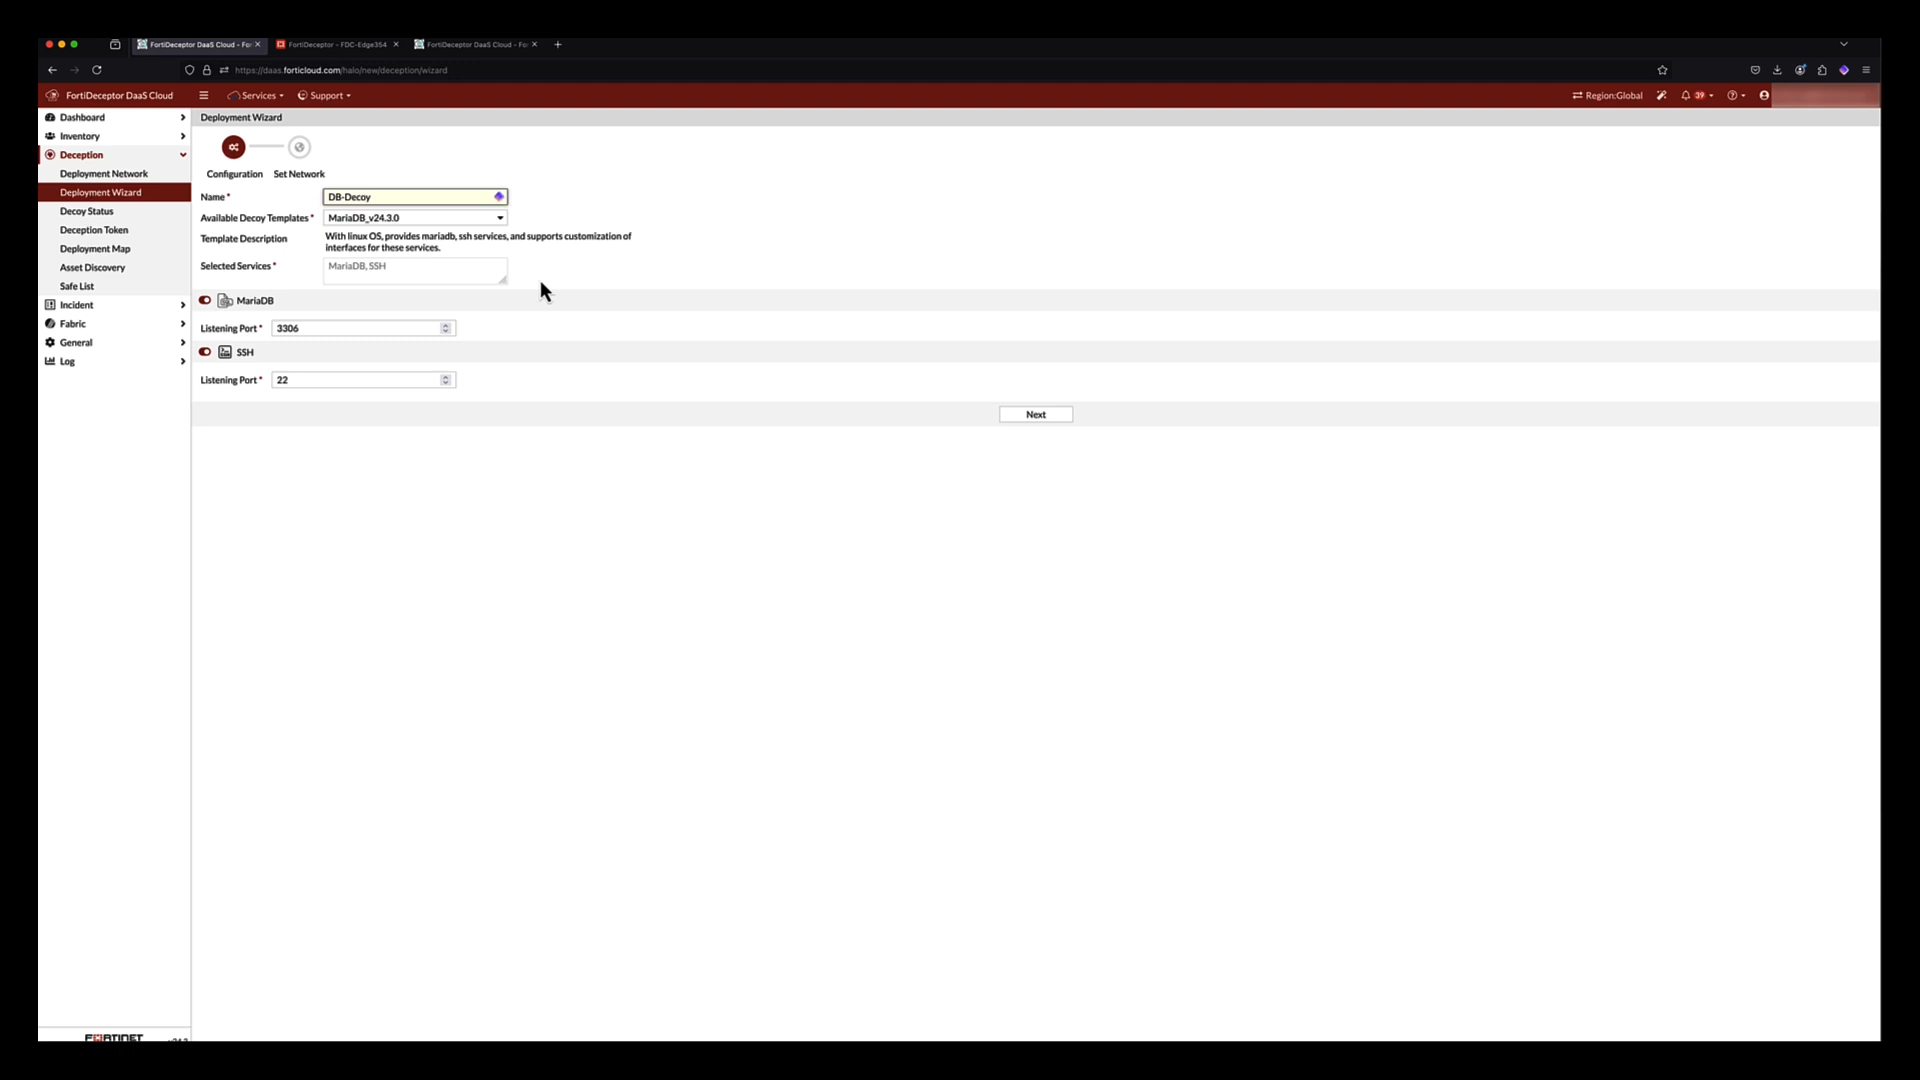 FortiDeceptor DaaS Cloud - For
FortiDeceptor - FDC-Edge354
FortiDeceptor DaaS Cloud - For
https://daas.forticloud.com/halo/new/deception/wizard
FortiDeceptor DaaS Cloud
Services
Support
Region:Global
39
Dashboard
Inventory
Deception
Deployment Network
Deployment Wizard
Decoy Status
Deception Token
Deployment Map
Asset Discovery
Safe List
Incident
Fabric
General
Log
Deployment Wizard
Configuration
Set Network
Name *
DB-Decoy
Available Decoy Templates *
MariaDB_v24.3.0
Template Description
With linux OS, provides mariadb, ssh services, and supports customization of
interfaces for these services.
Selected Services *
MariaDB, SSH
MariaDB
Listening Port *
3306
SSH
Listening Port *
22
Next
FORTINET